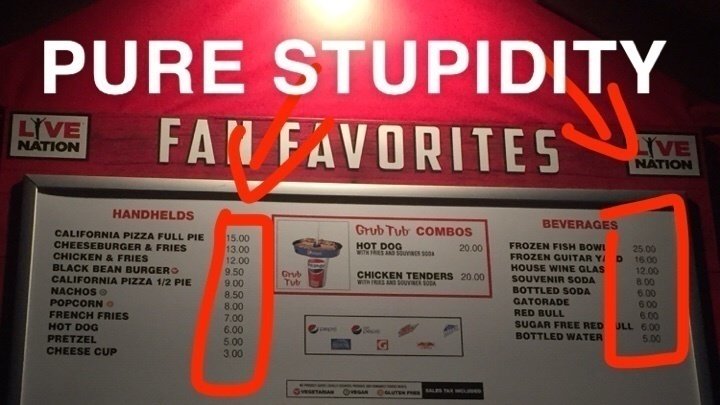 PURE STUPIDITY
LIVE NATION
FAN FAVORITES
LIVE NATION
HANDHELDS
CALIFORNIA PIZZA FULL PIE 15.00
CHEESEBURGER & FRIES 13.00
CHICKEN & FRIES 12.00
BLACK BEAN BURGER 9.50
CALIFORNIA PIZZA 1/2 PIE 9.00
NACHOS 8.50
POPCORN 8.00
FRENCH FRIES 7.00
HOT DOG 6.00
PRETZEL 5.00
CHEESE CUP 3.00
Grub Tub COMBOS
HOT DOG 20.00
WITH FRIES AND SOUVINER SODA
CHICKEN TENDERS 20.00
WITH FRIES AND SOUVINER SODA
Grub Tub
pepsi
VEGETARIAN VEGAN GLUTEN FREE
SALES TAX INCLUDED
BEVERAGES
FROZEN FISH BOWL 25.00
FROZEN GUITAR YARD 16.00
HOUSE WINE GLASS 12.00
SOUVENIR SODA 8.00
BOTTLED SODA 6.00
GATORADE 6.00
RED BULL 6.00
SUGAR FREE RED BULL 6.00
BOTTLED WATER 5.00